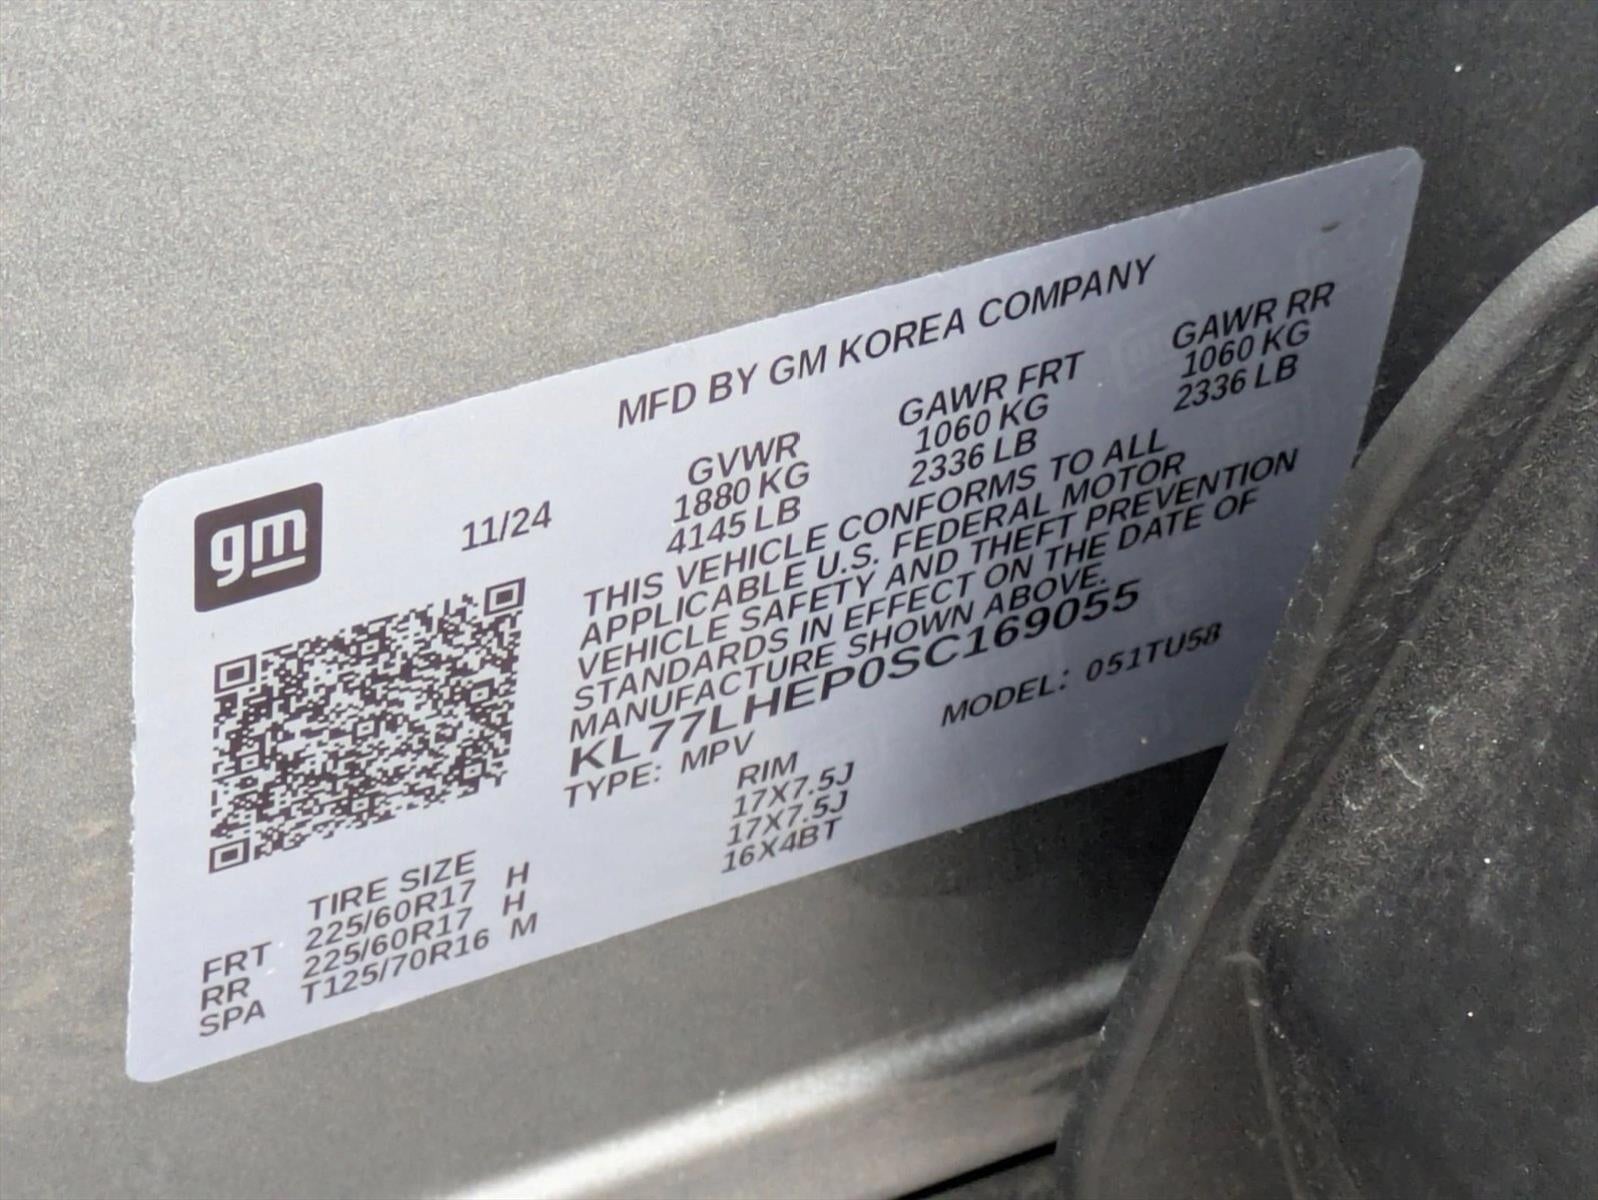 MFD BY GM KOREA COMPANY
gm
11/24
GVWR GAWR FRT GAWR RR
1880 KG 1060 KG 1060 KG
4145 LB 2336 LB 2336 LB
THIS VEHICLE CONFORMS TO ALL
APPLICABLE U.S. FEDERAL MOTOR
VEHICLE SAFETY AND THEFT PREVENTION
STANDARDS IN EFFECT ON THE DATE OF
MANUFACTURE SHOWN ABOVE.
KL77LHEP0SC169055
TYPE: MPV MODEL: 051TU58
TIRE SIZE RIM
FRT 225/60R17 H 17X7.5J
RR 225/60R17 H 17X7.5J
SPA T125/70R16 M 16X4BT